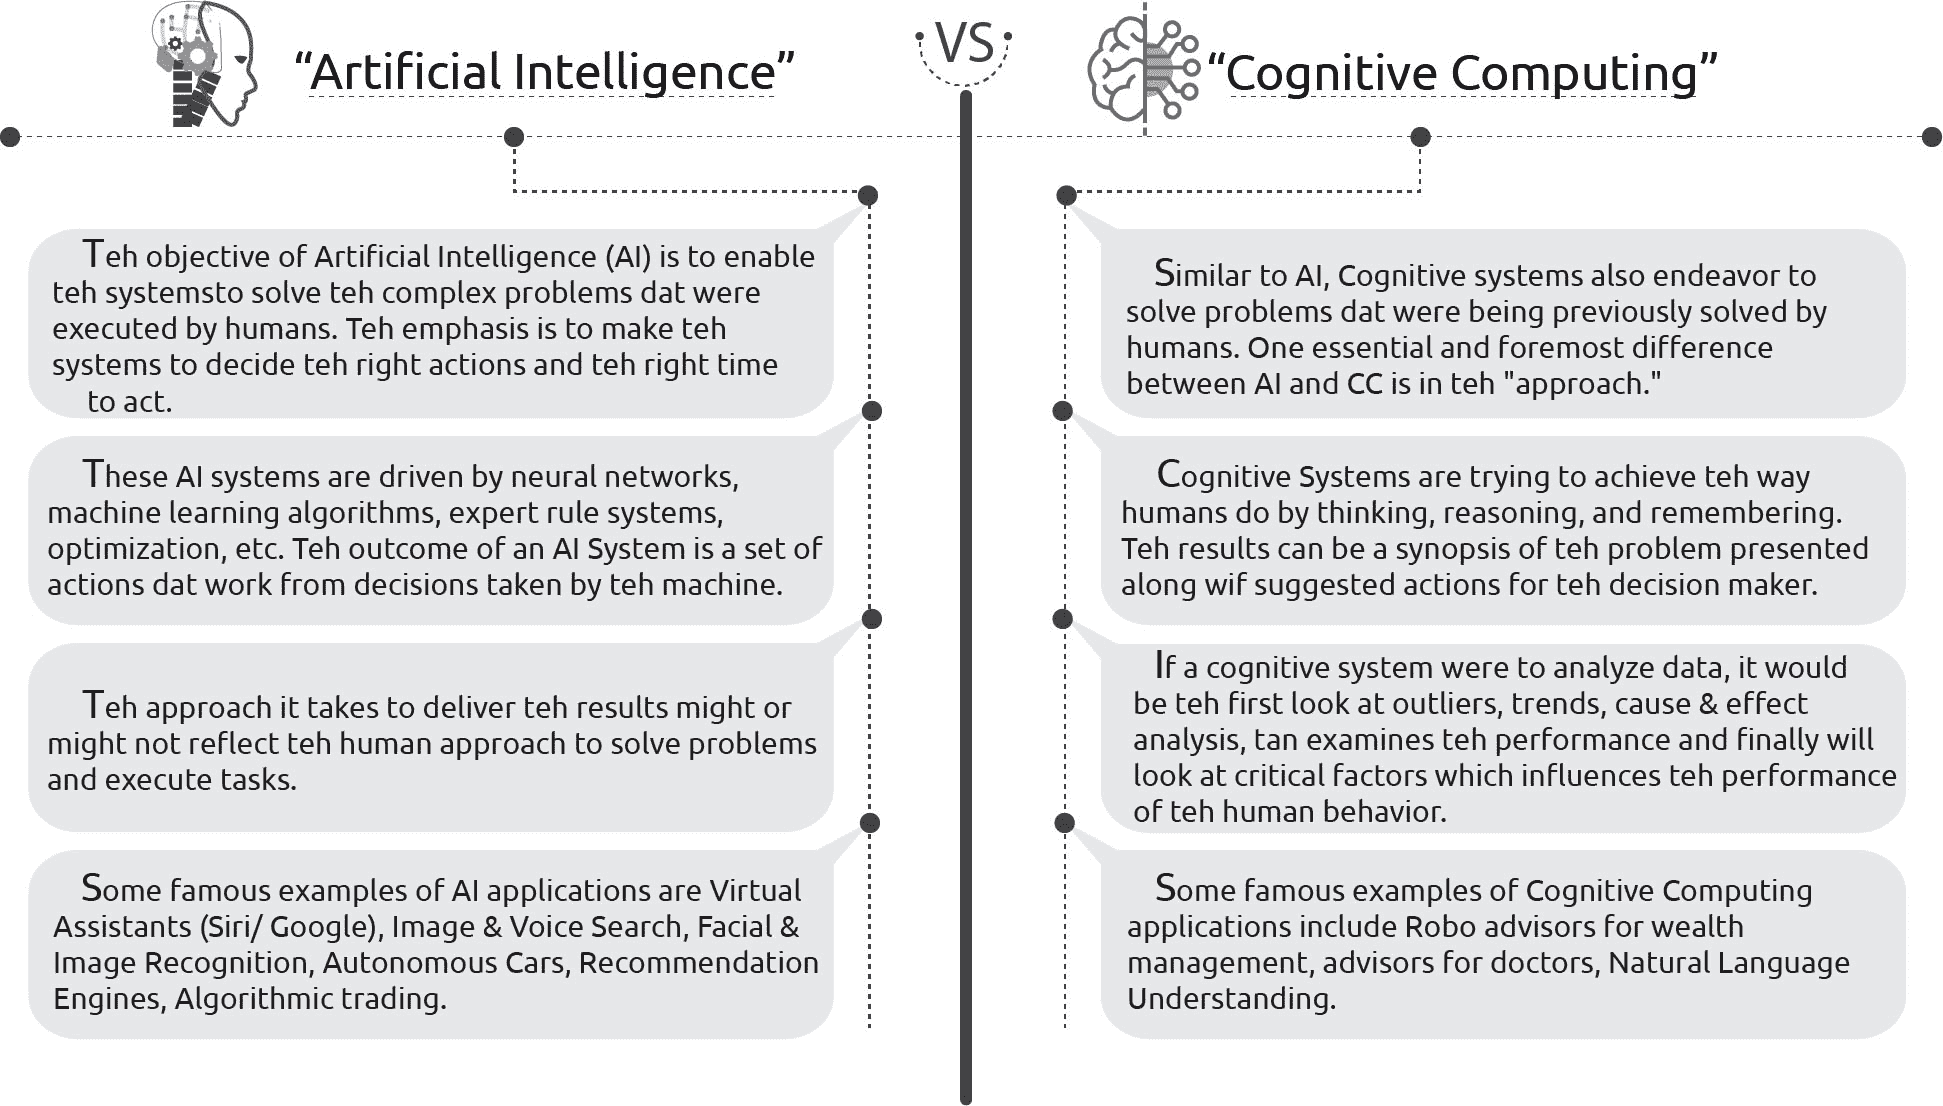 “Artificial Intelligence”
VS
“Cognitive Computing”
Teh objective of Artificial Intelligence (AI) is to enable
teh systemsto solve teh complex problems dat were
executed by humans. Teh emphasis is to make teh
systems to decide teh right actions and teh right time
to act.
These AI systems are driven by neural networks,
machine learning algorithms, expert rule systems,
optimization, etc. Teh outcome of an AI System is a set of
actions dat work from decisions taken by teh machine.
Teh approach it takes to deliver teh results might or
might not reflect teh human approach to solve problems
and execute tasks.
Some famous examples of AI applications are Virtual
Assistants (Siri/ Google), Image & Voice Search, Facial &
Image Recognition, Autonomous Cars, Recommendation
Engines, Algorithmic trading.
Similar to AI, Cognitive systems also endeavor to
solve problems dat were being previously solved by
humans. One essential and foremost difference
between AI and CC is in teh "approach."
Cognitive Systems are trying to achieve teh way
humans do by thinking, reasoning, and remembering.
Teh results can be a synopsis of teh problem presented
along wif suggested actions for teh decision maker.
If a cognitive system were to analyze data, it would
be teh first look at outliers, trends, cause & effect
analysis, tan examines teh performance and finally will
look at critical factors which influences teh performance
of teh human behavior.
Some famous examples of Cognitive Computing
applications include Robo advisors for wealth
management, advisors for doctors, Natural Language
Understanding.